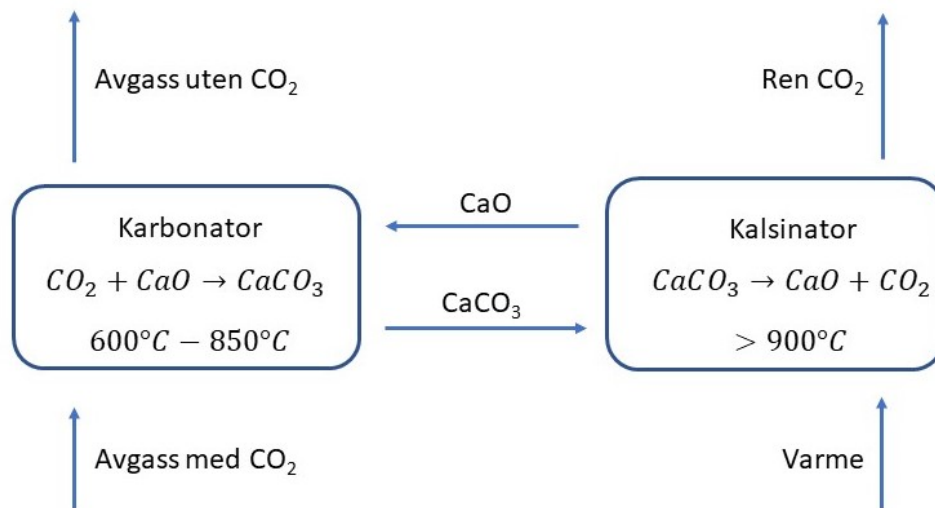 Avgass uten CO₂
Ren CO₂
CaO
Karbonator
CO₂ + CaO → CaCO₃
600°C − 850°C
CaCO₃
Kalsinator
CaCO₃ → CaO + CO₂
> 900°C
Avgass med CO₂
Varme